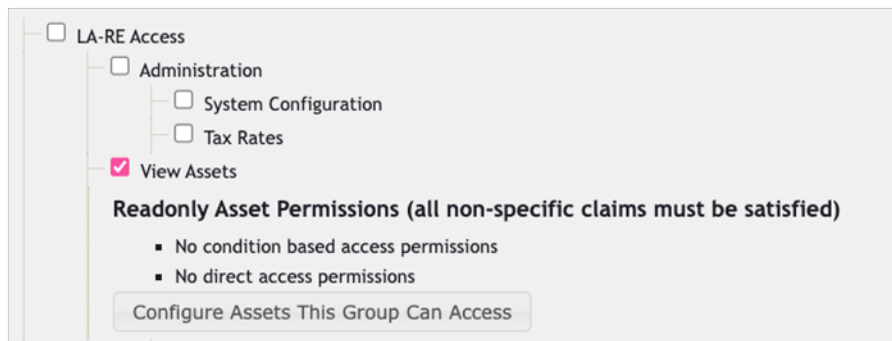 LA-RE Access
Administration
System Configuration
Tax Rates
View Assets
Readonly Asset Permissions (all non-specific claims must be satisfied)
No condition based access permissions
No direct access permissions
Configure Assets This Group Can Access